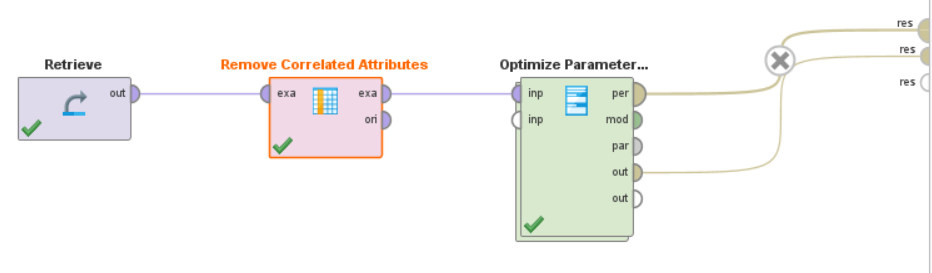 res
res
res
Retrieve
out
Remove Correlated Attributes
exa
exa
ori
Optimize Parameter...
inp
per
inp
mod
par
out
out